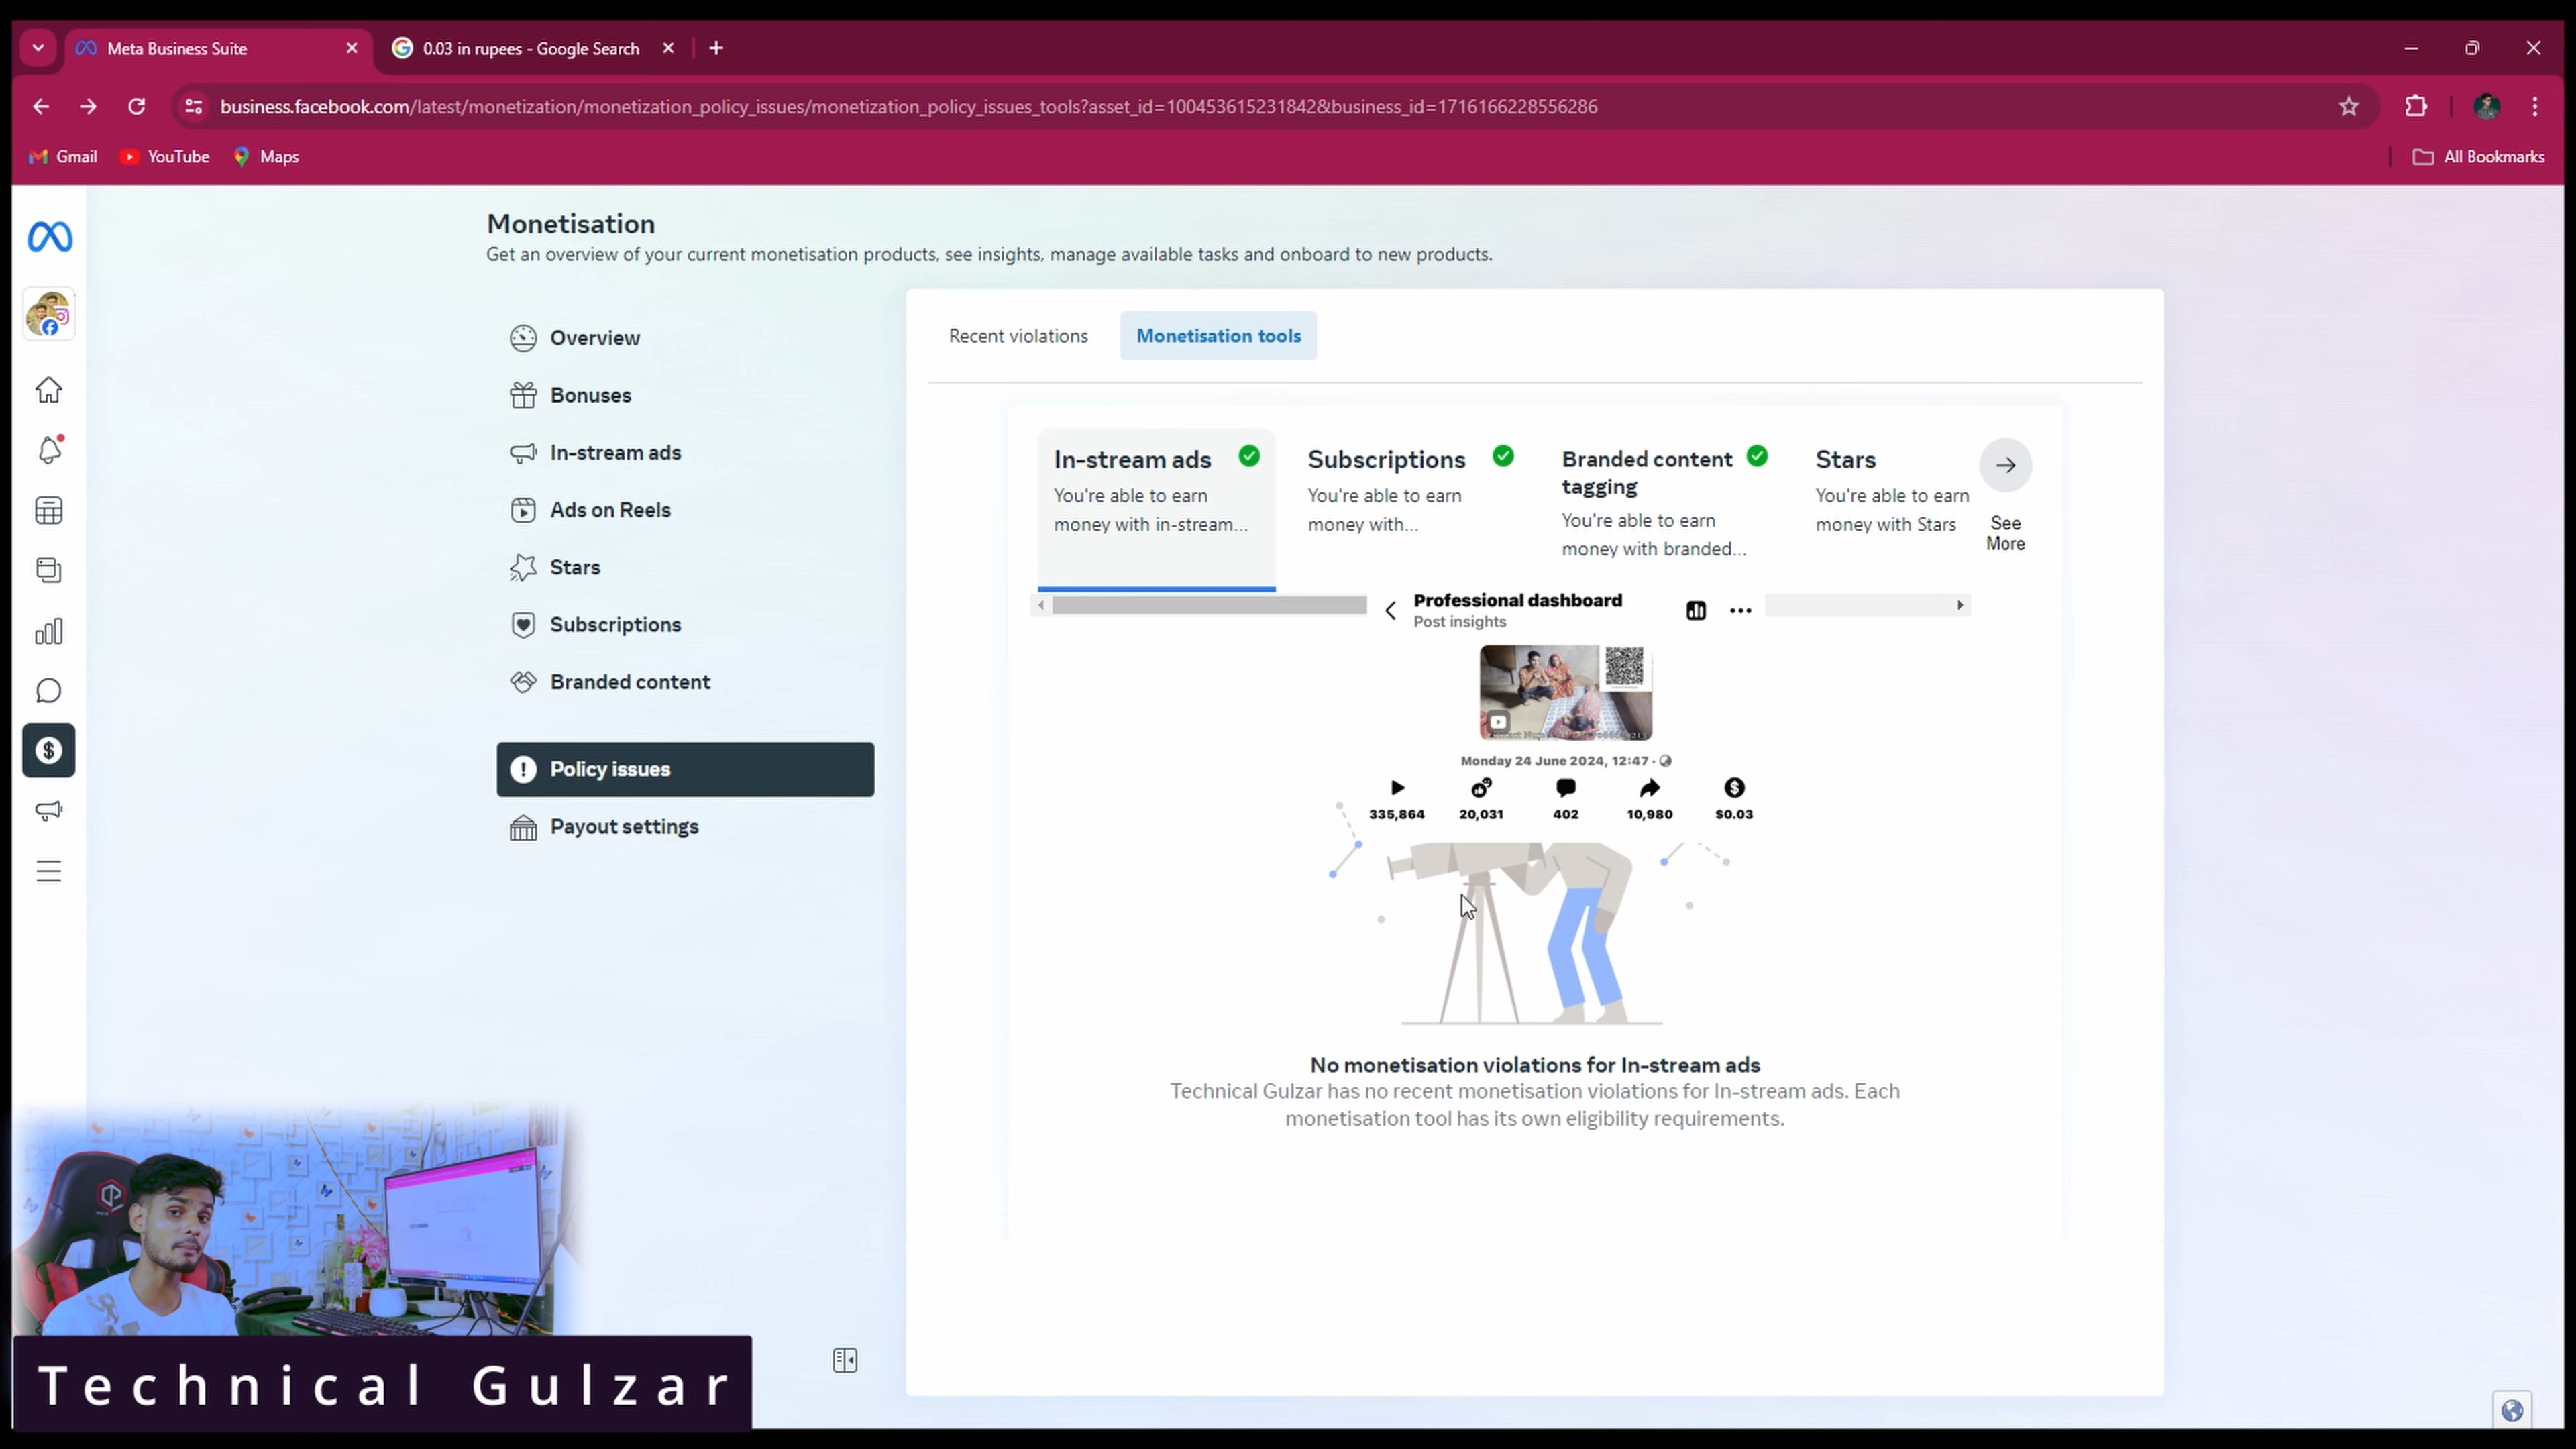 Meta Business Suite
0.03 in rupees - Google Search
business.facebook.com/latest/monetization/monetization_policy_issues/monetization_policy_issues_tools?asset_id=100453615231842&business_id=1716166228556286
Gmail
YouTube
Maps
All Bookmarks
Monetisation
Get an overview of your current monetisation products, see insights, manage available tasks and onboard to new products.
Overview
Bonuses
In-stream ads
Ads on Reels
Stars
Subscriptions
Branded content
Policy issues
Payout settings
Recent violations
Monetisation tools
In-stream ads
You're able to earn
money with in-stream...
Subscriptions
You're able to earn
money with...
Branded content
tagging
You're able to earn
money with branded...
Stars
You're able to earn
money with Stars
See
More
Professional dashboard
Post insights
Monday 24 June 2024, 12:47 ·
335,864
20,031
402
10,980
$0.03
No monetisation violations for In-stream ads
Technical Gulzar has no recent monetisation violations for In-stream ads. Each
monetisation tool has its own eligibility requirements.
Technical Gulzar